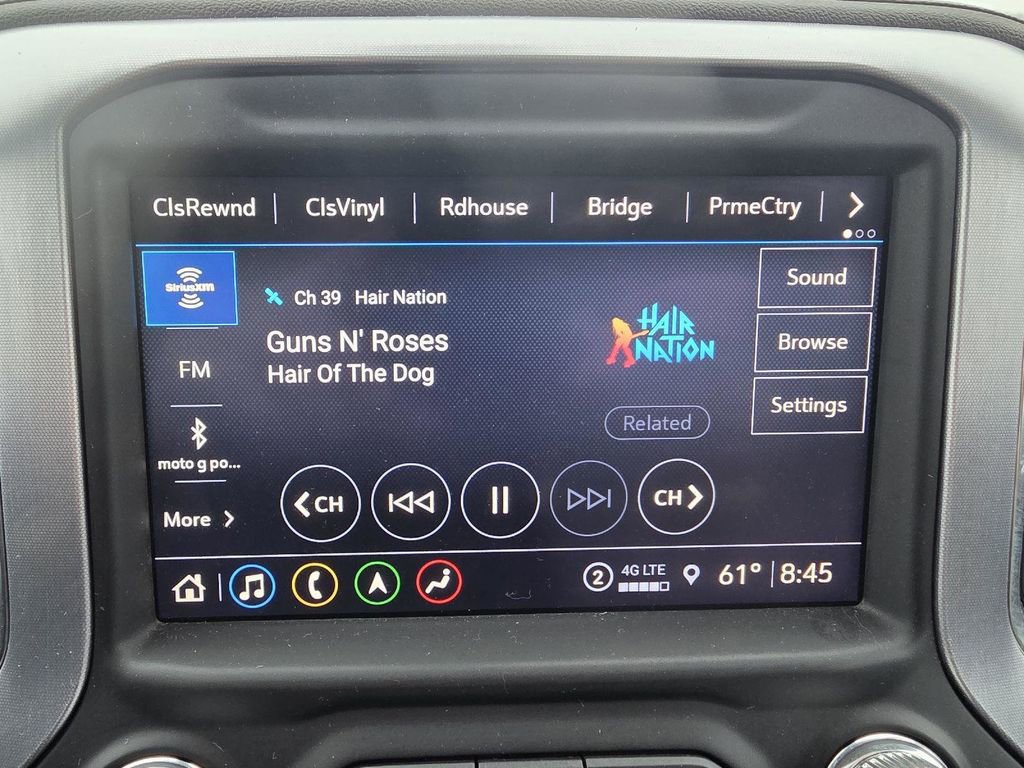 ClsRewnd
ClsVinyl
Rdhouse
Bridge
PrmeCtry
SiriusXM
FM
moto g po...
More
Ch 39 Hair Nation
Guns N' Roses
Hair Of The Dog
HAIR
NATION
Related
Sound
Browse
Settings
CH
CH
2
4G LTE
61°
8:45